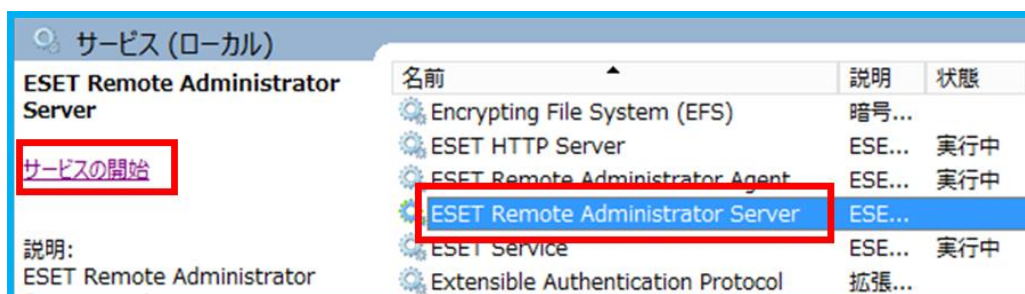 サービス (ローカル)
ESET Remote Administrator
Server
サービスの開始
説明:
ESET Remote Administrator
名前 説明 状態
Encrypting File System (EFS) 暗号...
ESET HTTP Server ESE... 実行中
ESET Remote Administrator Agent ESE... 実行中
ESET Remote Administrator Server ESE...
ESET Service ESE... 実行中
Extensible Authentication Protocol 拡張...